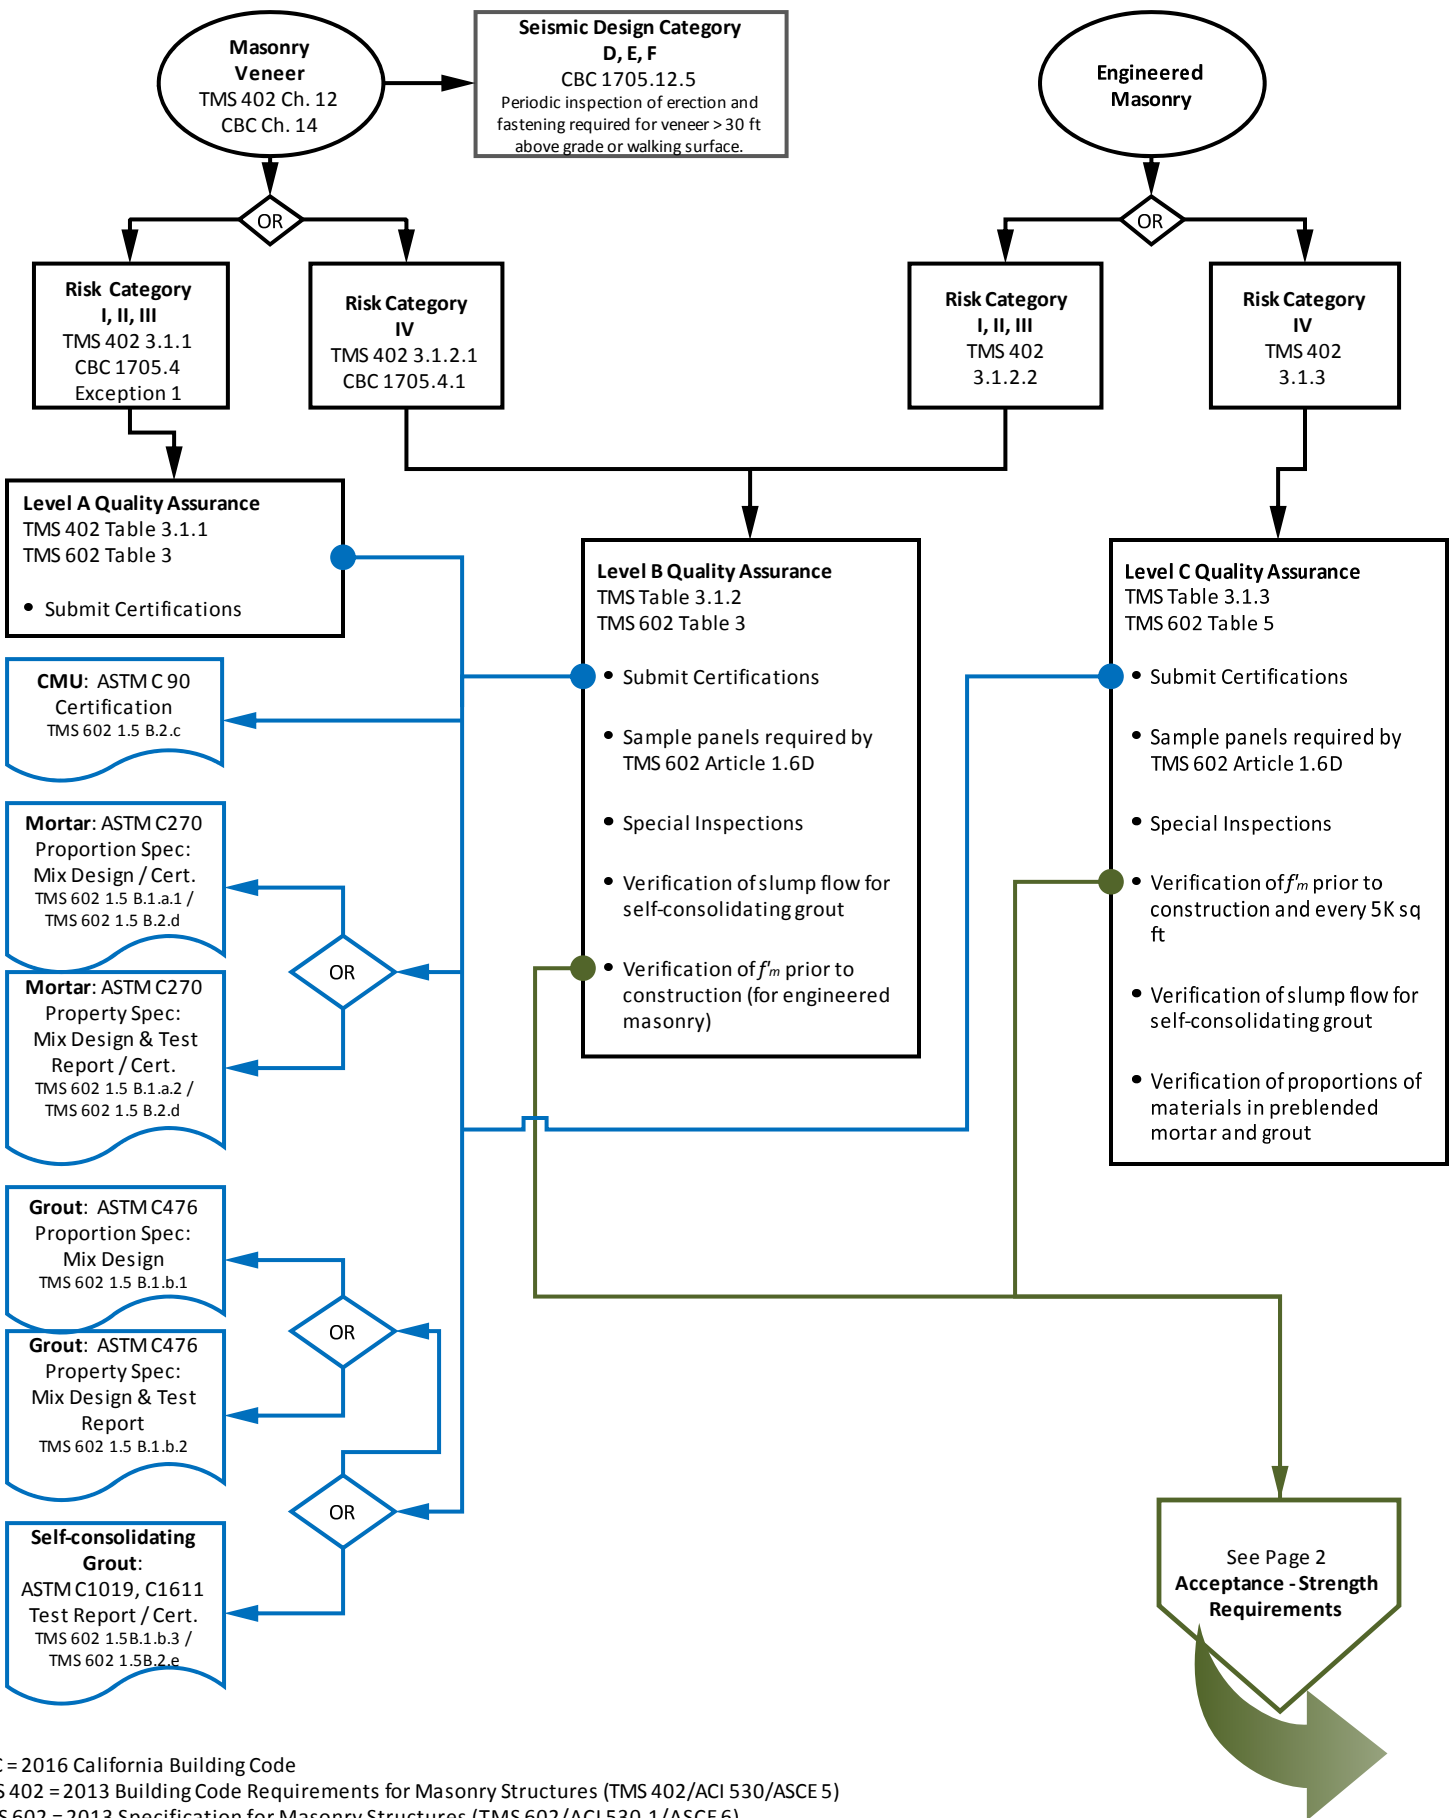 Masonry
Veneer
TMS 402 Ch. 12
CBC Ch. 14
Seismic Design Category
D, E, F
CBC 1705.12.5
Periodic inspection of erection and
fastening required for veneer > 30 ft
above grade or walking surface.
Engineered
Masonry
OR
OR
Risk Category
I, II, III
TMS 402 3.1.1
CBC 1705.4
Exception 1
Risk Category
IV
TMS 402 3.1.2.1
CBC 1705.4.1
Risk Category
I, II, III
TMS 402
3.1.2.2
Risk Category
IV
TMS 402
3.1.3
Level A Quality Assurance
TMS 402 Table 3.1.1
TMS 602 Table 3
• Submit Certifications
Level B Quality Assurance
TMS Table 3.1.2
TMS 602 Table 3
• Submit Certifications
• Sample panels required by
TMS 602 Article 1.6D
• Special Inspections
• Verification of slump flow for
self-consolidating grout
• Verification of f'm prior to
construction (for engineered
masonry)
Level C Quality Assurance
TMS Table 3.1.3
TMS 602 Table 5
• Submit Certifications
• Sample panels required by
TMS 602 Article 1.6D
• Special Inspections
• Verification of f'm prior to
construction and every 5K sq
ft
• Verification of slump flow for
self-consolidating grout
• Verification of proportions of
materials in preblended
mortar and grout
CMU: ASTM C 90
Certification
TMS 602 1.5 B.2.c
Mortar: ASTM C270
Proportion Spec:
Mix Design / Cert.
TMS 602 1.5 B.1.a.1 /
TMS 602 1.5 B.2.d
OR
Mortar: ASTM C270
Property Spec:
Mix Design & Test
Report / Cert.
TMS 602 1.5 B.1.a.2 /
TMS 602 1.5 B.2.d
Grout: ASTM C476
Proportion Spec:
Mix Design
TMS 602 1.5 B.1.b.1
OR
Grout: ASTM C476
Property Spec:
Mix Design & Test
Report
TMS 602 1.5 B.1.b.2
OR
Self-consolidating
Grout:
ASTM C1019, C1611
Test Report / Cert.
TMS 602 1.5B.1.b.3 /
TMS 602 1.5B.2.e
See Page 2
Acceptance - Strength
Requirements
C = 2016 California Building Code
S 402 = 2013 Building Code Requirements for Masonry Structures (TMS 402/ACI 530/ASCE 5)
S 602 = 2013 Specification for Masonry Structures (TMS 602/ACI 530.1/ASCE 6)